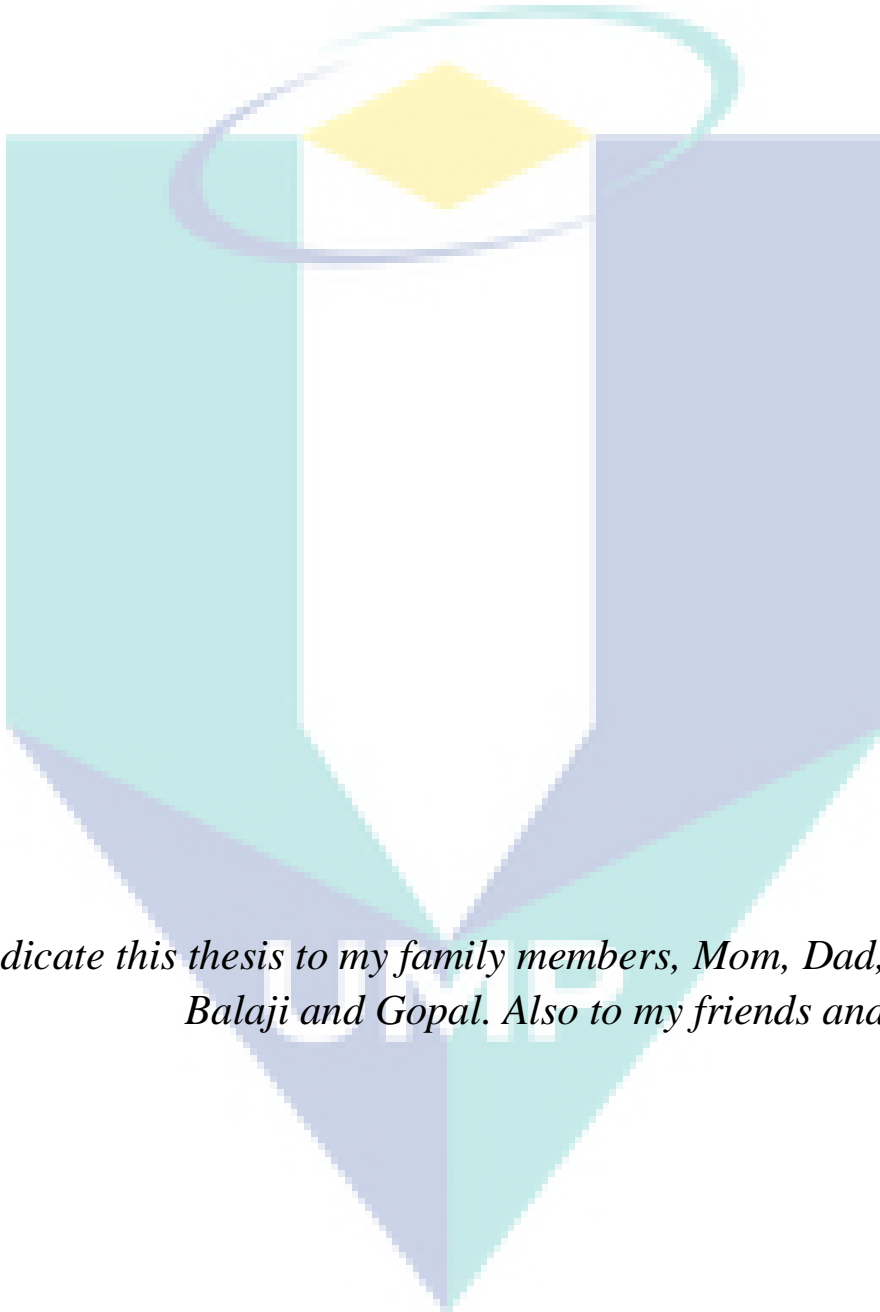 dicate this thesis to my family members, Mom, Dad,
Balaji and Gopal. Also to my friends and
UMP